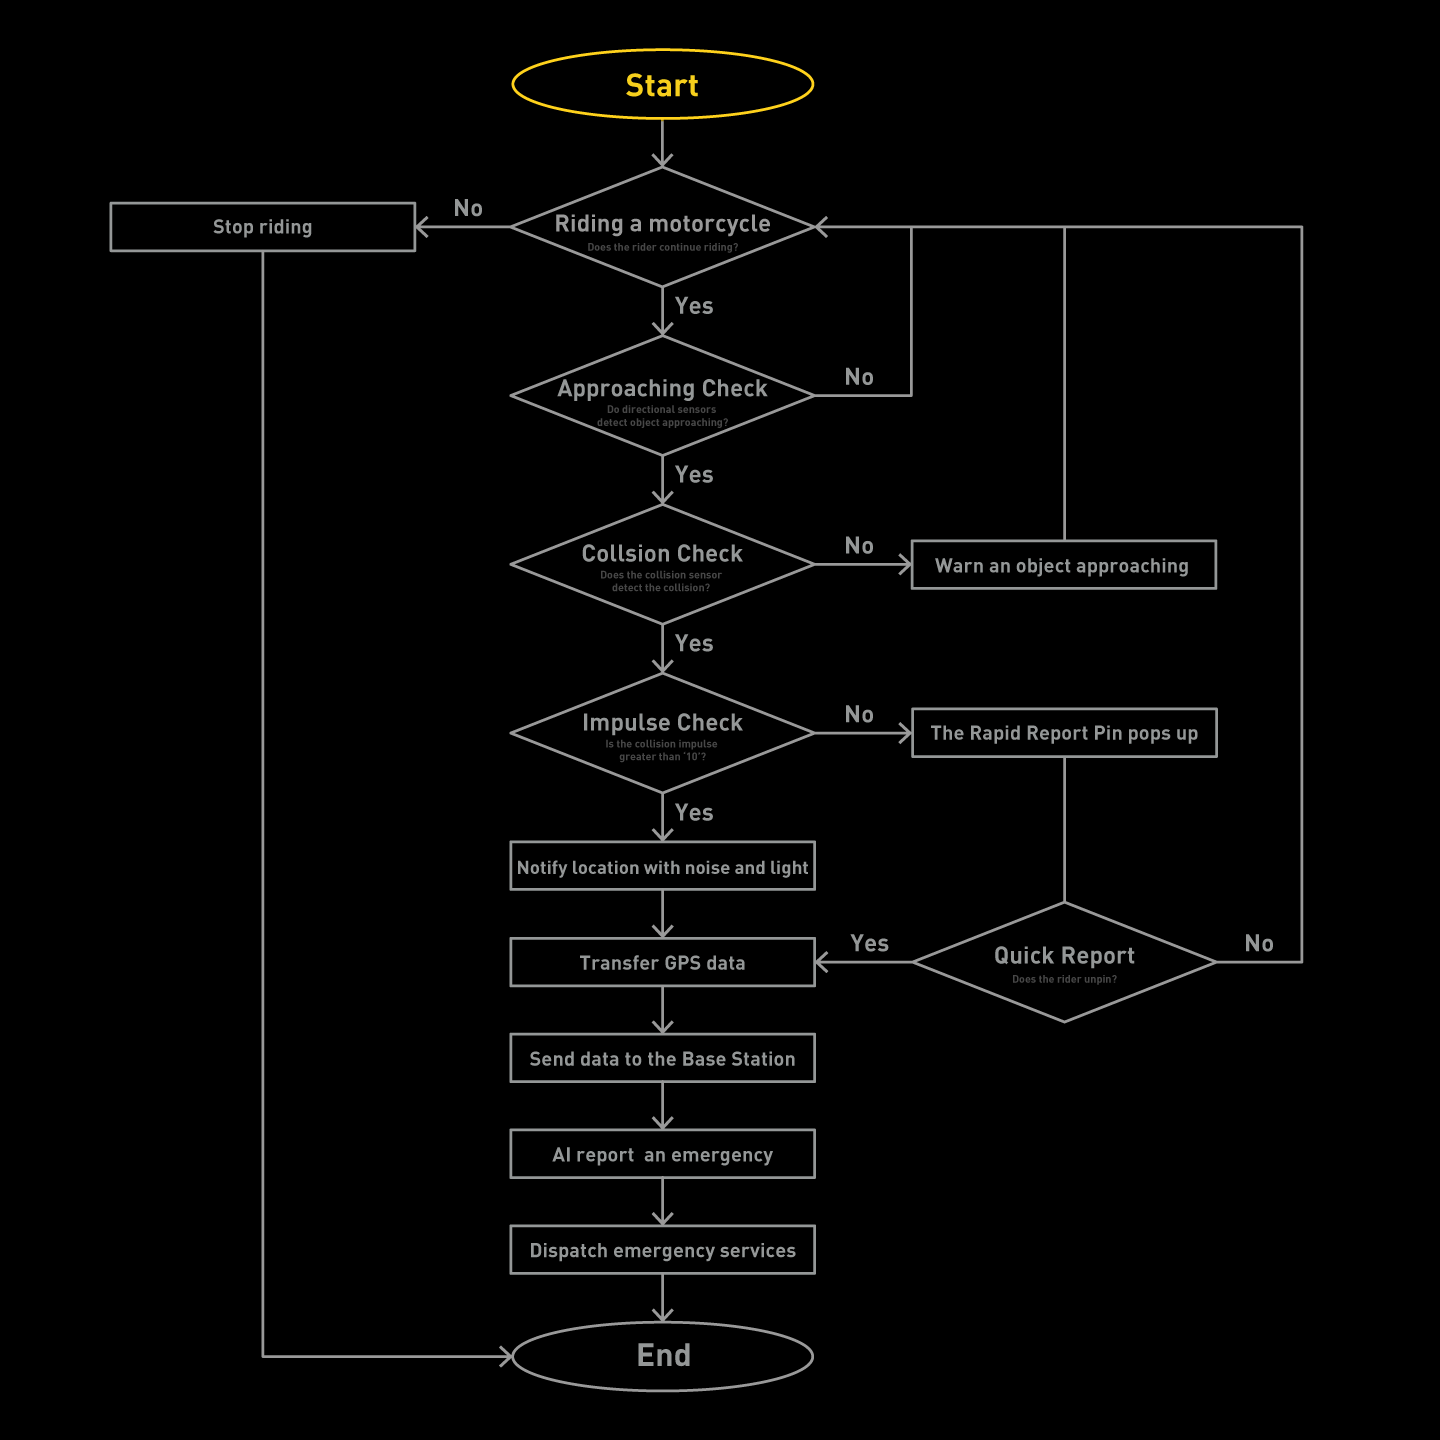 Start
No
Stop riding
Riding a motorcycle
Does the rider continue riding?
Yes
Approaching Check
Do directional sensors
detect object approaching?
No
Yes
Collsion Check
Does the collision sensor
detect the collision?
No
Warn an object approaching
Yes
Impulse Check
Is the collision impulse
greater than '10'?
No
The Rapid Report Pin pops up
Yes
Notify location with noise and light
Transfer GPS data
Yes
Quick Report
Does the rider unpin?
No
Send data to the Base Station
AI report  an emergency
Dispatch emergency services
End